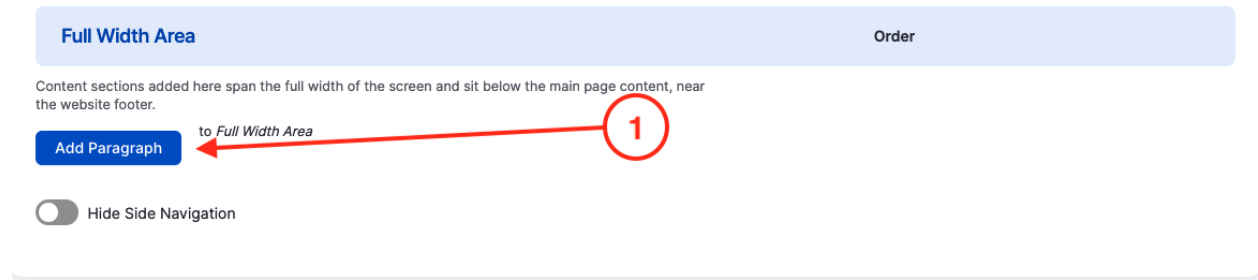 Full Width Area
Order
Content sections added here span the full width of the screen and sit below the main page content, near
the website footer.
to Full Width Area
1
Add Paragraph
Hide Side Navigation